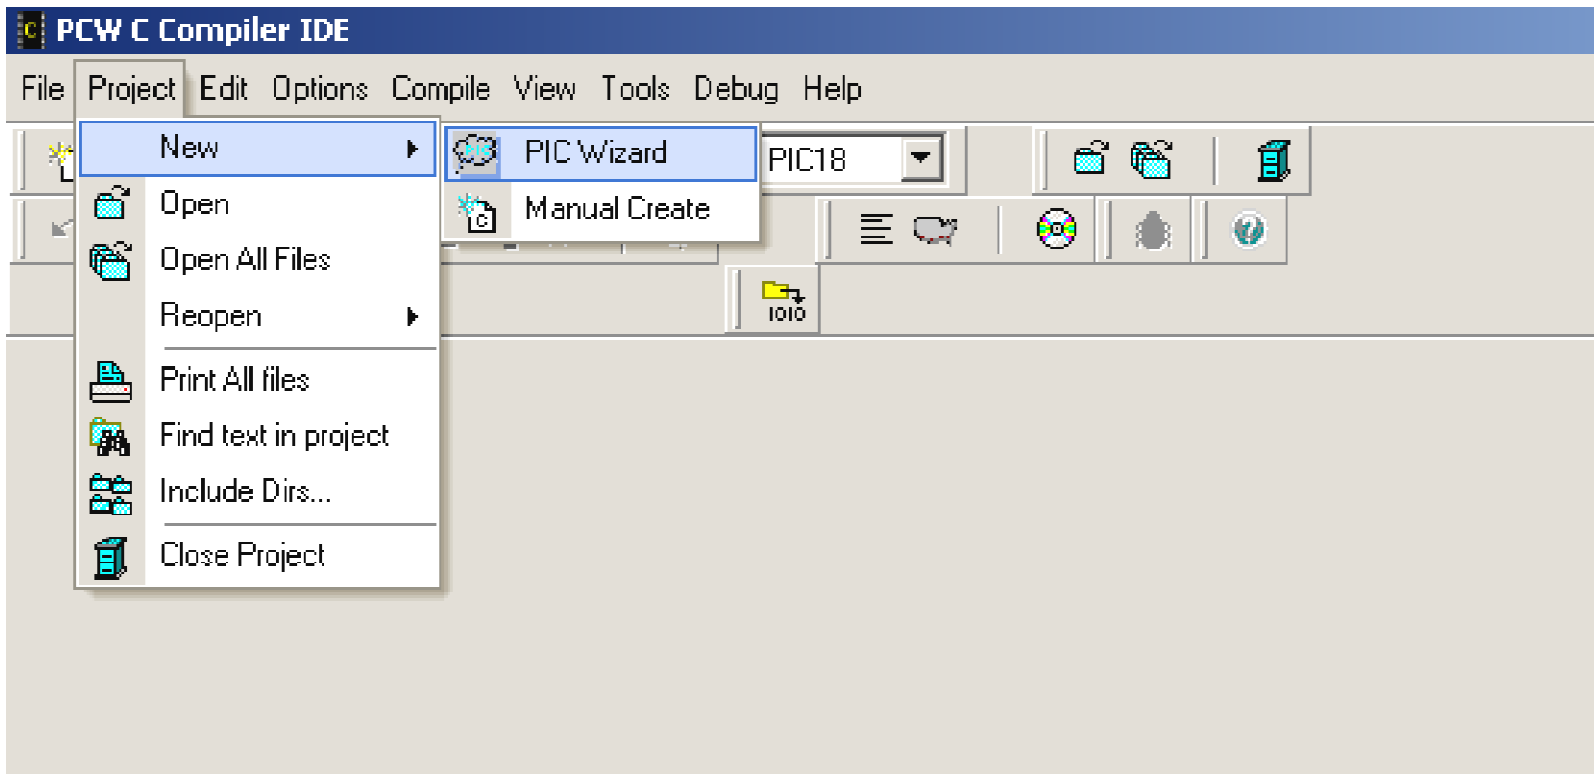 PCW C Compiler IDE
File Project Edit Options Compile View Tools Debug Help
New
PIC Wizard
PIC18
Open
Manual Create
Open All Files
Reopen
1010
Print All files
Find text in project
Include Dirs...
Close Project